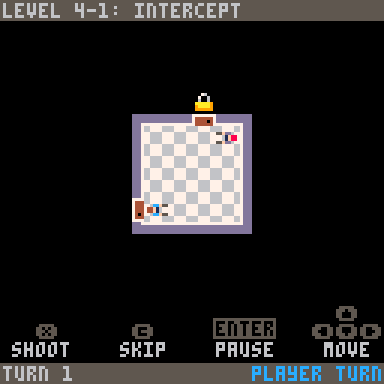 LEVEL 4-1: INTERCEPT
X C ENTER
SHOOT SKIP PAUSE MOVE
TURN 1 PLAYER TURN